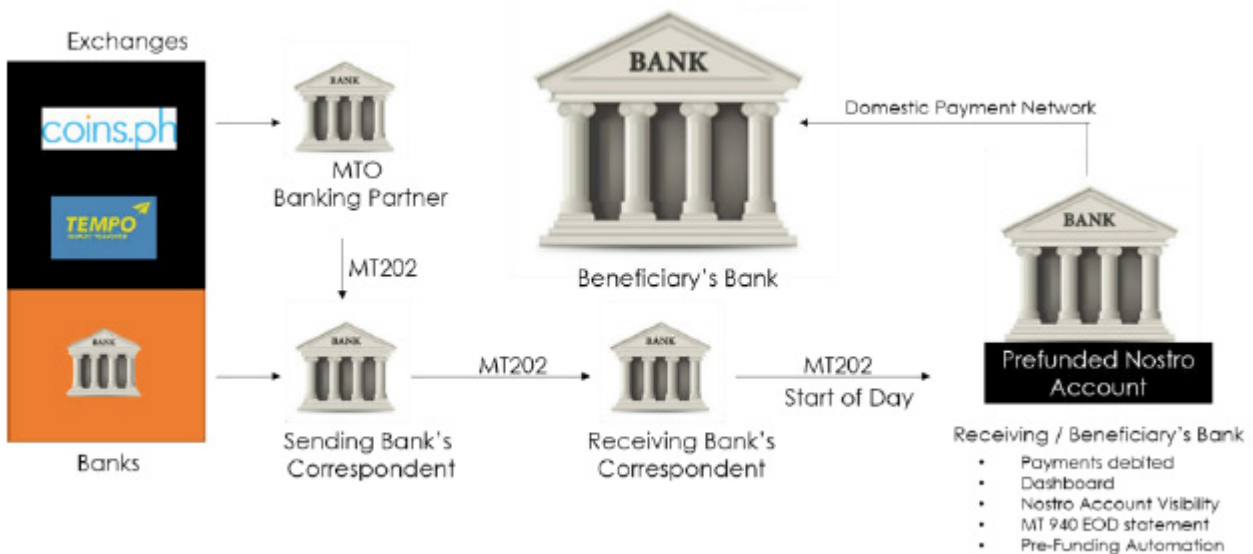 Exchanges
coins.ph
BANK
MTO
Banking Partner
TEMPO
MT202
BANK
Beneficiary's Bank
Domestic Payment Network
BANK
Prefunded Nostro
Account
Banks
BANK
Sending Bank's
Correspondent
MT202
BANK
Receiving Bank's
Correspondent
MT202
Start of Day
Receiving / Beneficiary's Bank
• Payments debited
• Dashboard
• Nostro Account Visibility
• MT 940 EOD statement
• Pre-Funding Automation